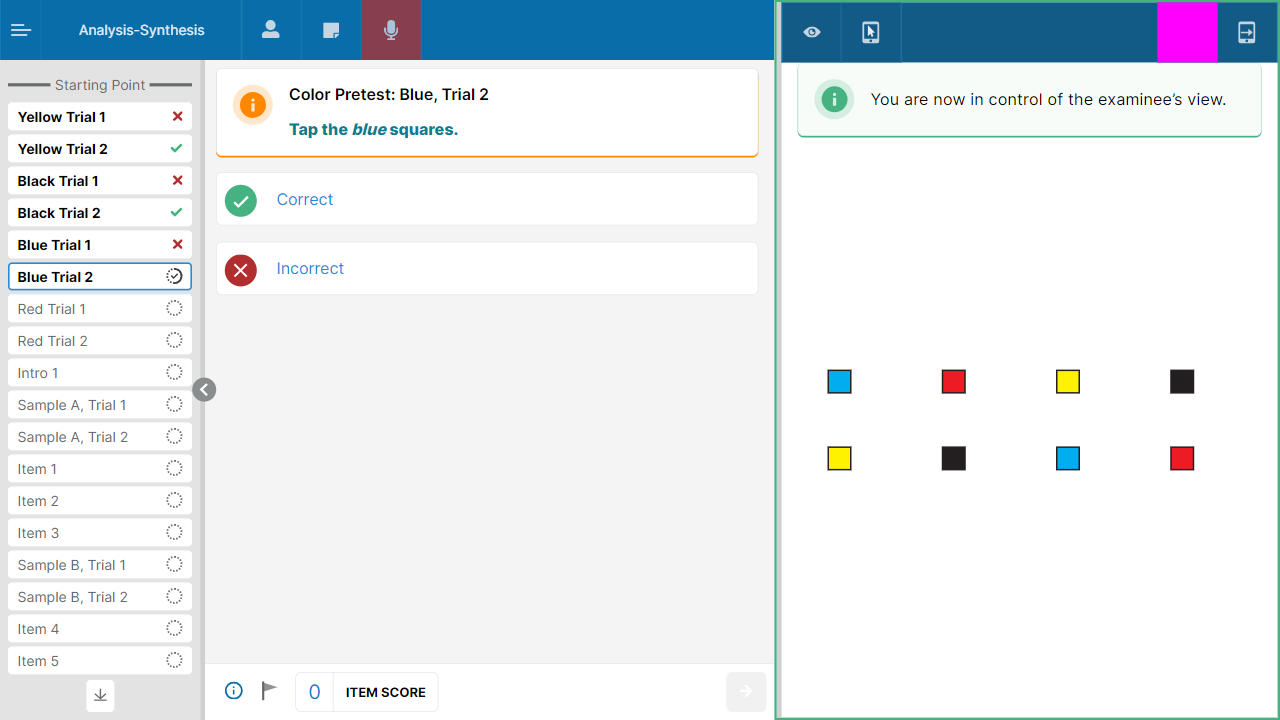 Analysis-Synthesis
Starting Point
Yellow Trial 1
Yellow Trial 2
Black Trial 1
Black Trial 2
Blue Trial 1
Blue Trial 2
Red Trial 1
Red Trial 2
Intro 1
Sample A, Trial 1
Sample A, Trial 2
Item 1
Item 2
Item 3
Sample B, Trial 1
Sample B, Trial 2
Item 4
Item 5
Color Pretest: Blue, Trial 2
Tap the blue squares.
Correct
Incorrect
0 ITEM SCORE
You are now in control of the examinee’s view.